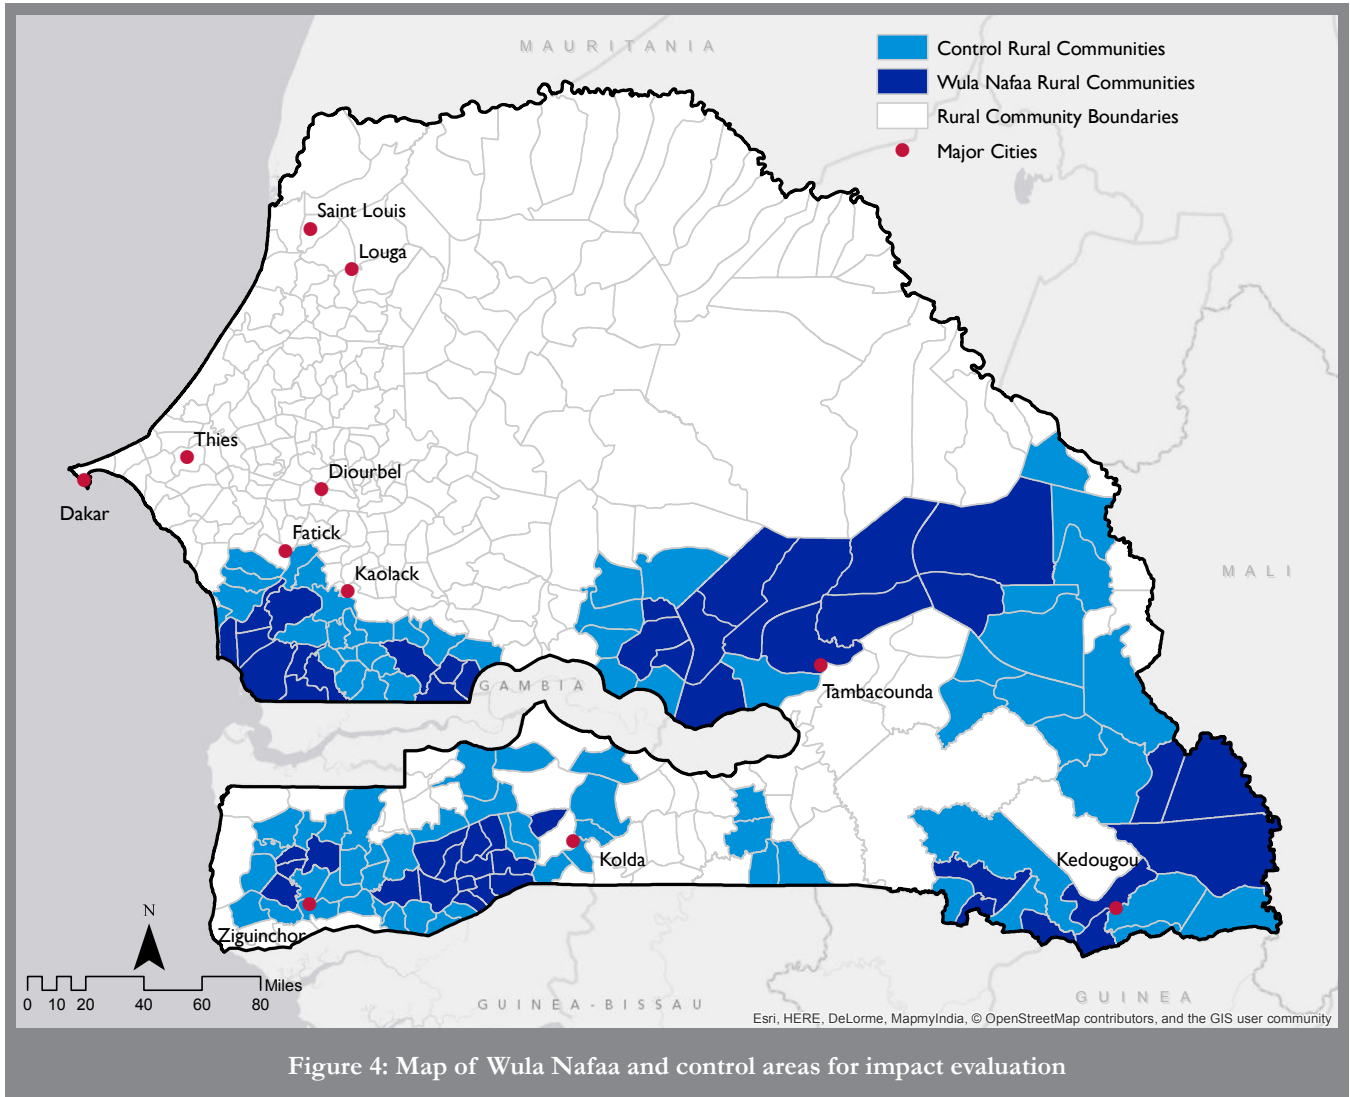 MAURITANIA
Control Rural Communities
Wula Nafaa Rural Communities
Rural Community Boundaries
Major Cities
Saint Louis
Louga
Thies
Diourbel
Dakar
Fatick
Kaolack
MALI
GAMBIA
Tambacounda
Kolda
Kedougou
Ziguinchor
N
Miles
0 10 20 40 60 80
GUINEA-BISSAU
GUINEA
Esri, HERE, DeLorme, MapmyIndia, © OpenStreetMap contributors, and the GIS user community
Figure 4: Map of Wula Nafaa and control areas for impact evaluation